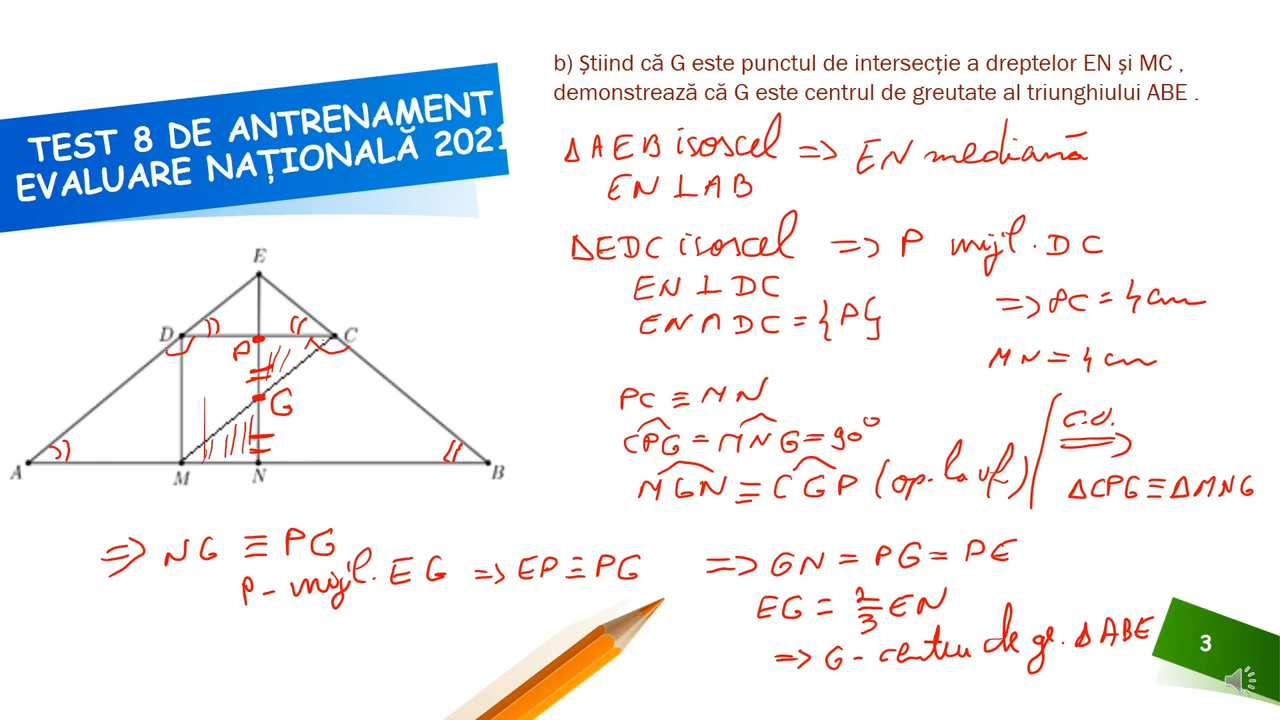 TEST 8 DE ANTRENAMENT
EVALUARE NAȚIONALĂ 2021
b) Știind că G este punctul de intersecție a dreptelor EN și MC ,
demonstrează că G este centrul de greutate al triunghiului ABE .
Δ AEB isoscel => EN mediană
EN ⊥ AB
ΔEDC isoscel => P mijl. DC
EN ⊥ DC => PC = 4 cm
EN ∩ DC = {P}
MN = 4 cm
PC ≡ MN
CPG = MNG = 90°
MGN ≡ CGP (op. la vf) C.U. =>
ΔCPG ≡ ΔMNG
E
D
C
P
G
A
M
N
B
=> NG ≡ PG
P - mijl. EG => EP ≡ PG
=> GN = PG = PE
EG = 2/3 EN
=> G - centru de gr. Δ ABE
3